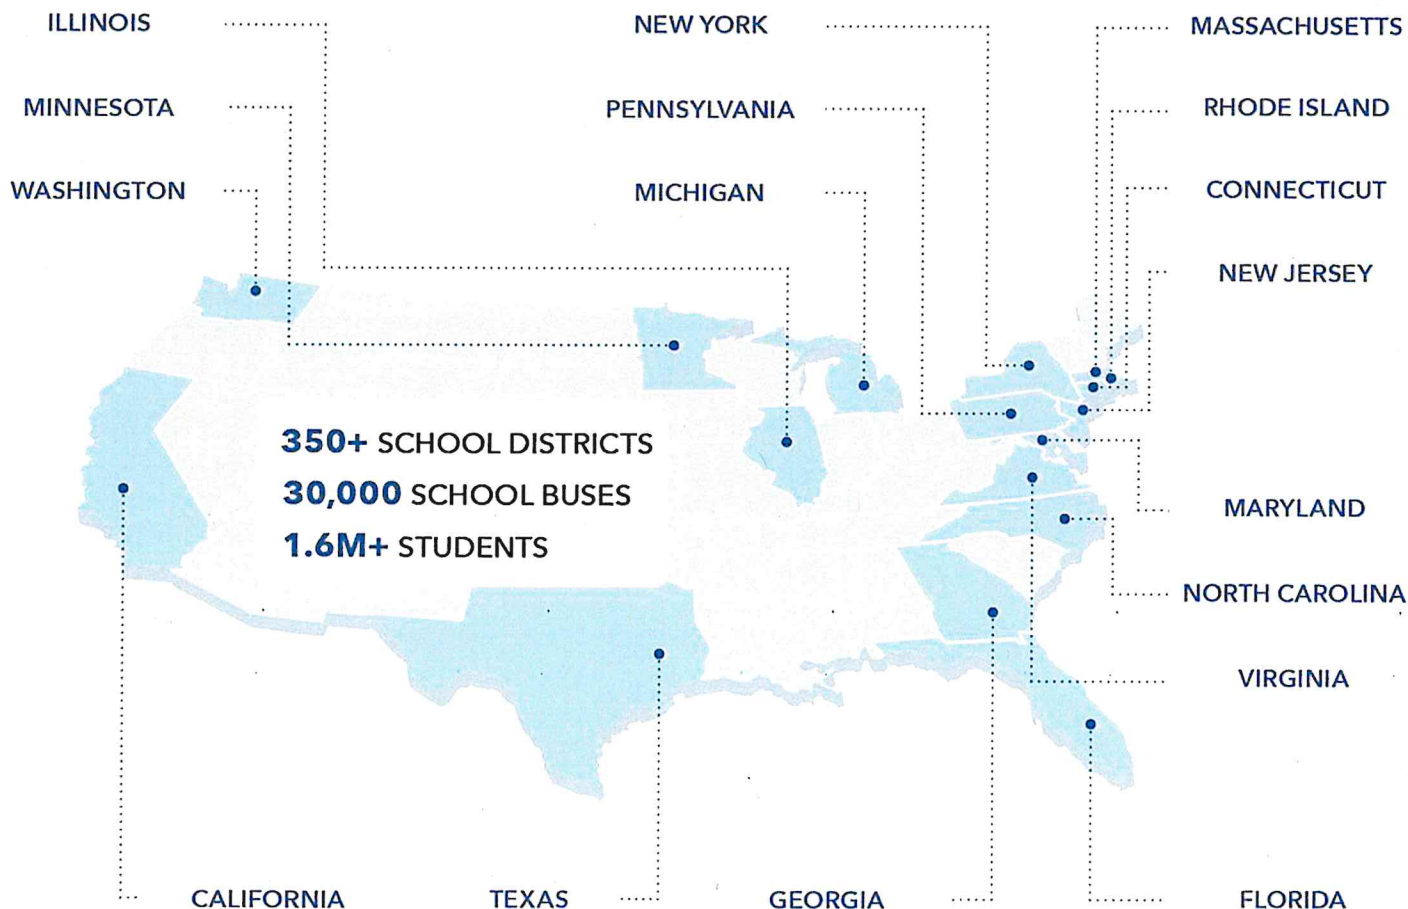 ILLINOIS
NEW YORK
MASSACHUSETTS
MINNESOTA
PENNSYLVANIA
RHODE ISLAND
WASHINGTON
MICHIGAN
CONNECTICUT
NEW JERSEY
350+ SCHOOL DISTRICTS
30,000 SCHOOL BUSES
1.6M+ STUDENTS
MARYLAND
NORTH CAROLINA
VIRGINIA
CALIFORNIA
TEXAS
GEORGIA
FLORIDA